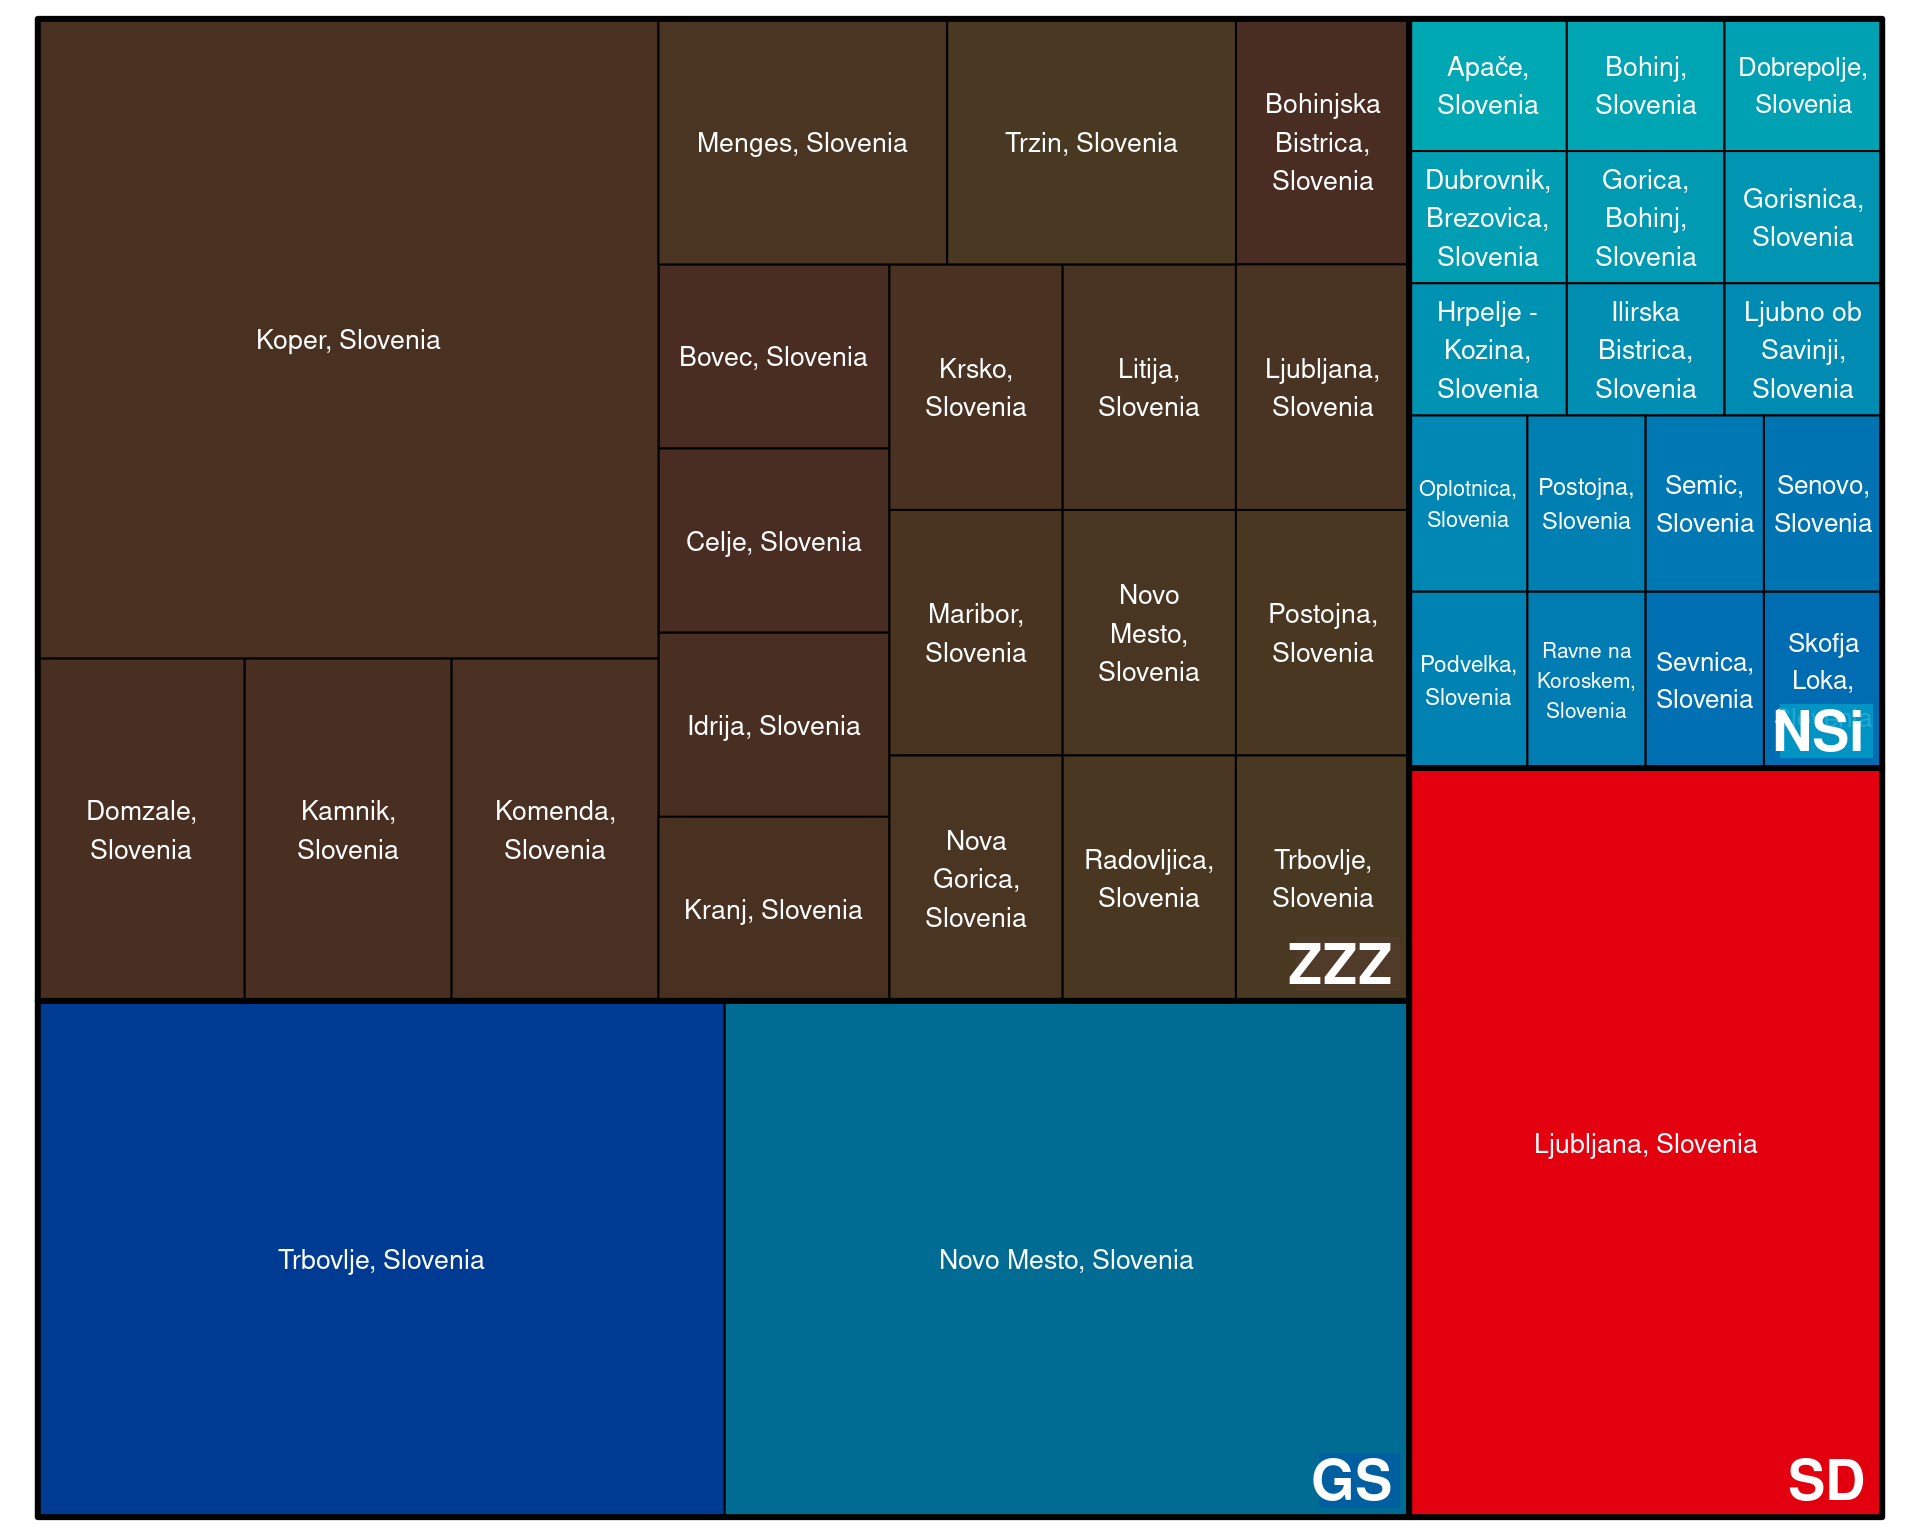 Koper, Slovenia
Menges, Slovenia
Trzin, Slovenia
Bohinjska
Bistrica,
Slovenia
Bovec, Slovenia
Celje, Slovenia
Idrija, Slovenia
Kranj, Slovenia
Krsko,
Slovenia
Litija,
Slovenia
Ljubljana,
Slovenia
Maribor,
Slovenia
Novo
Mesto,
Slovenia
Postojna,
Slovenia
Nova
Gorica,
Slovenia
Radovljica,
Slovenia
Trbovlje,
Slovenia
Domzale,
Slovenia
Kamnik,
Slovenia
Komenda,
Slovenia
ZZZ
Apače,
Slovenia
Bohinj,
Slovenia
Dobrepolje,
Slovenia
Dubrovnik,
Brezovica,
Slovenia
Gorica,
Bohinj,
Slovenia
Gorisnica,
Slovenia
Hrpelje -
Kozina,
Slovenia
Ilirska
Bistrica,
Slovenia
Ljubno ob
Savinji,
Slovenia
Oplotnica,
Slovenia
Postojna,
Slovenia
Semic,
Slovenia
Senovo,
Slovenia
Podvelka,
Slovenia
Ravne na
Koroskem,
Slovenia
Sevnica,
Slovenia
Skofja
Loka,
NSi
Trbovlje, Slovenia
Novo Mesto, Slovenia
GS
Ljubljana, Slovenia
SD